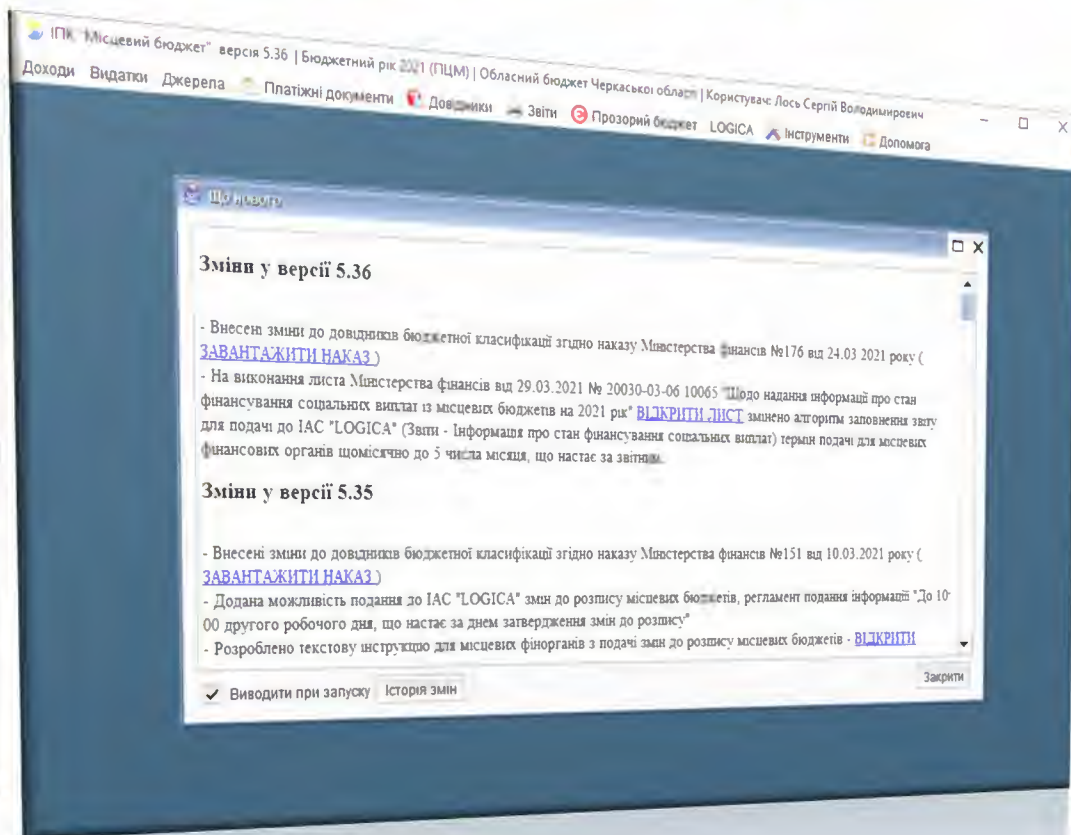 ІПК "Місцевий бюджет" версія 5.36 | Бюджетний рік 2021 (ПЦМ) | Обласний бюджет Черкаської області | Користувач: Лось Сергій Володимирович
Доходи Видатки Джерела Платіжні документи Довідники Звіти Прозорий бюджет LOGICA Інструменти Допомога
Що нового
Зміни у версії 5.36
- Внесені зміни до довідників бюджетної класифікації згідно наказу Міністерства фінансів №176 від 24.03 2021 року (
ЗАВАНТАЖИТИ НАКАЗ )
- На виконання листа Міністерства фінансів від 29.03.2021 № 20030-03-06 10065 "Щодо надання інформації про стан
фінансування соціальних виплат із місцевих бюджетів на 2021 рік" ВІДКРИТИ ЛИСТ змінено алгоритм заповнення звіту
для подачі до ІАС "LOGICA" (Звіти - Інформація про стан фінансування соціальних виплат) термін подачі для місцевих
фінансових органів щомісячно до 5 числа місяця, що настає за звітним.
Зміни у версії 5.35
- Внесені зміни до довідників бюджетної класифікації згідно наказу Міністерства фінансів №151 від 10.03.2021 року (
ЗАВАНТАЖИТИ НАКАЗ )
- Додана можливість подання до ІАС "LOGICA" змін до розпису місцевих бюджетів, регламент подання інформації "До 10-
00 другого робочого дня, що настає за днем затвердження змін до розпису"
- Розроблено текстову інструкцію для місцевих фінорганів з подачі змін до розпису місцевих бюджетів - ВІДКРИТИ
Виводити при запуску Історія змін
Закрити